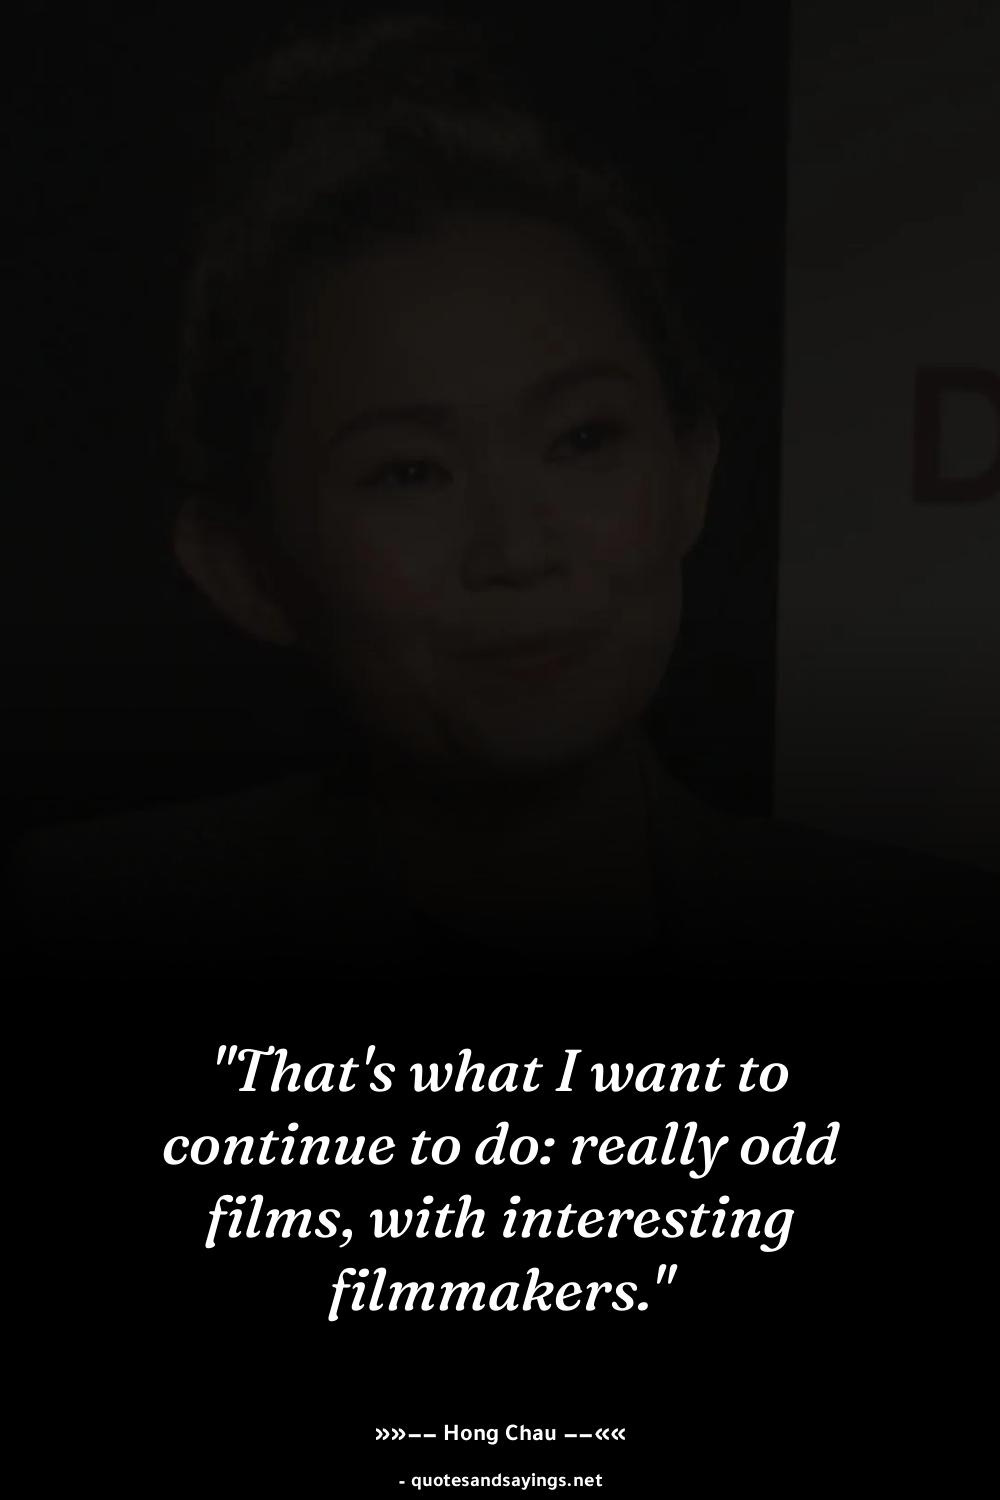 D
"That's what I want to
continue to do: really odd
films, with interesting
filmmakers."
»»—— Hong Chau ——««
- quotesandsayings.net